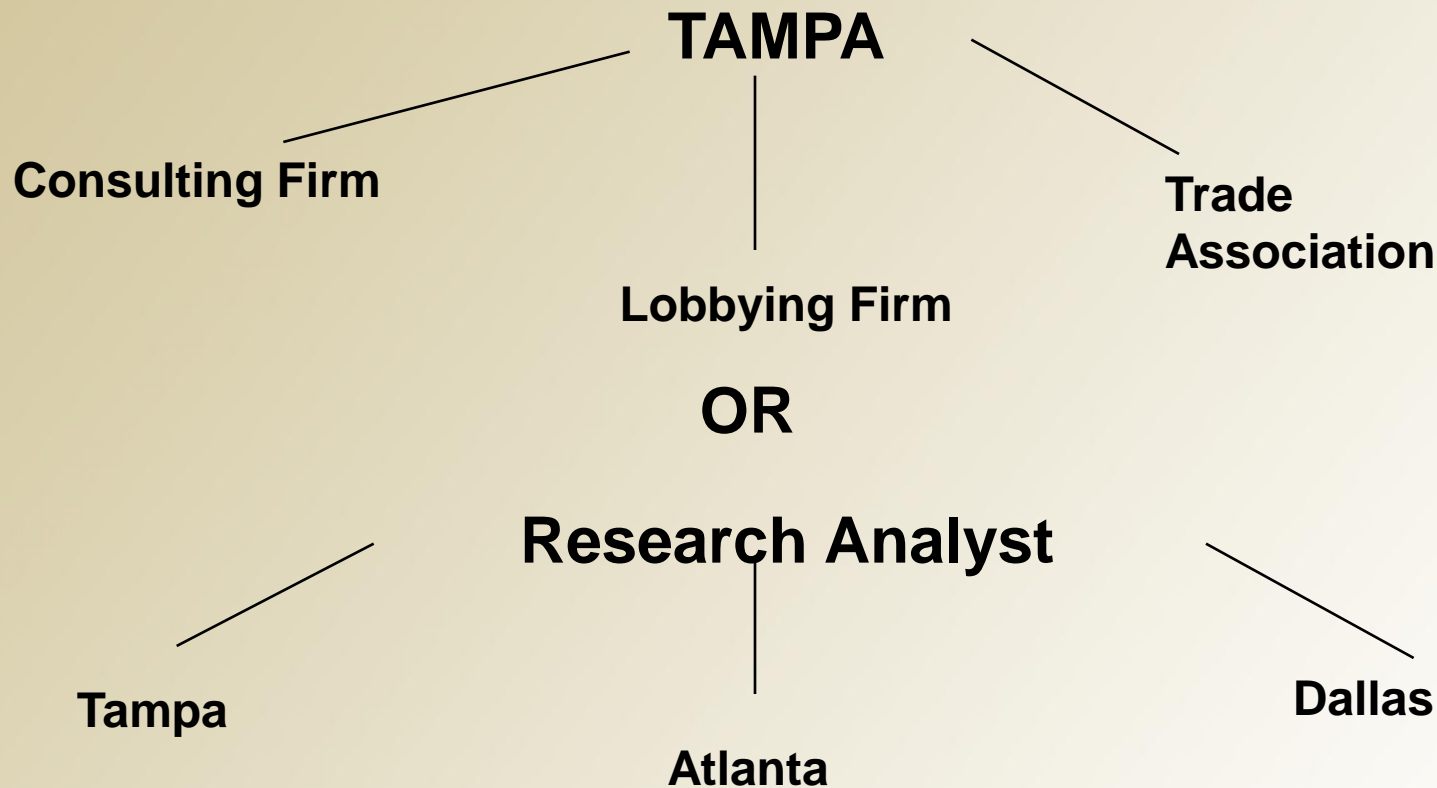 TAMPA
Consulting Firm
Trade
Association
Lobbying Firm
OR
Research Analyst
Tampa
Dallas
Atlanta